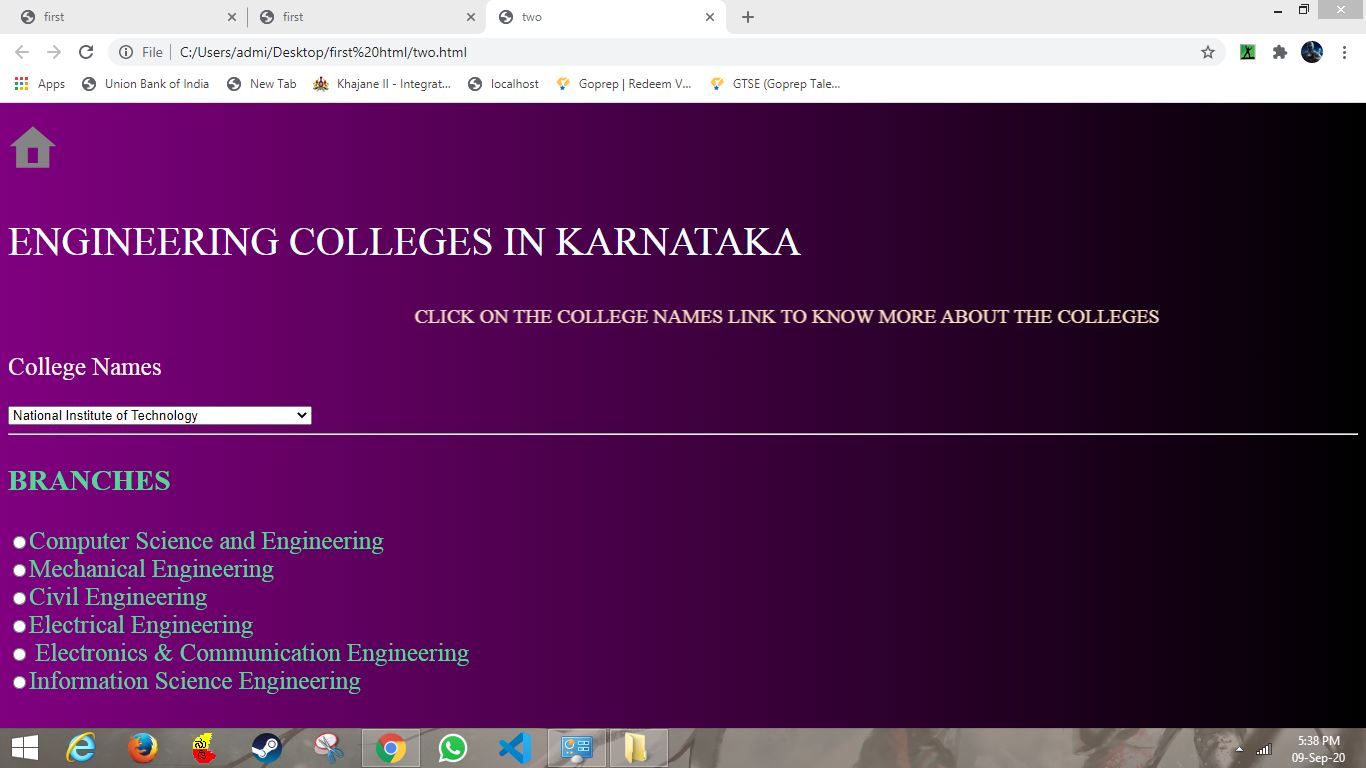 first
first
two
File
C:/Users/admi/Desktop/first%20html/two.html
Apps
Union Bank of India
New Tab
Khajane II - Integrat...
localhost
Goprep | Redeem V...
GTSE (Goprep Tale...
ENGINEERING COLLEGES IN KARNATAKA
CLICK ON THE COLLEGE NAMES LINK TO KNOW MORE ABOUT THE COLLEGES
College Names
National Institute of Technology
BRANCHES
Computer Science and Engineering
Mechanical Engineering
Civil Engineering
Electrical Engineering
Electronics & Communication Engineering
Information Science Engineering
5:38 PM
09-Sep-20